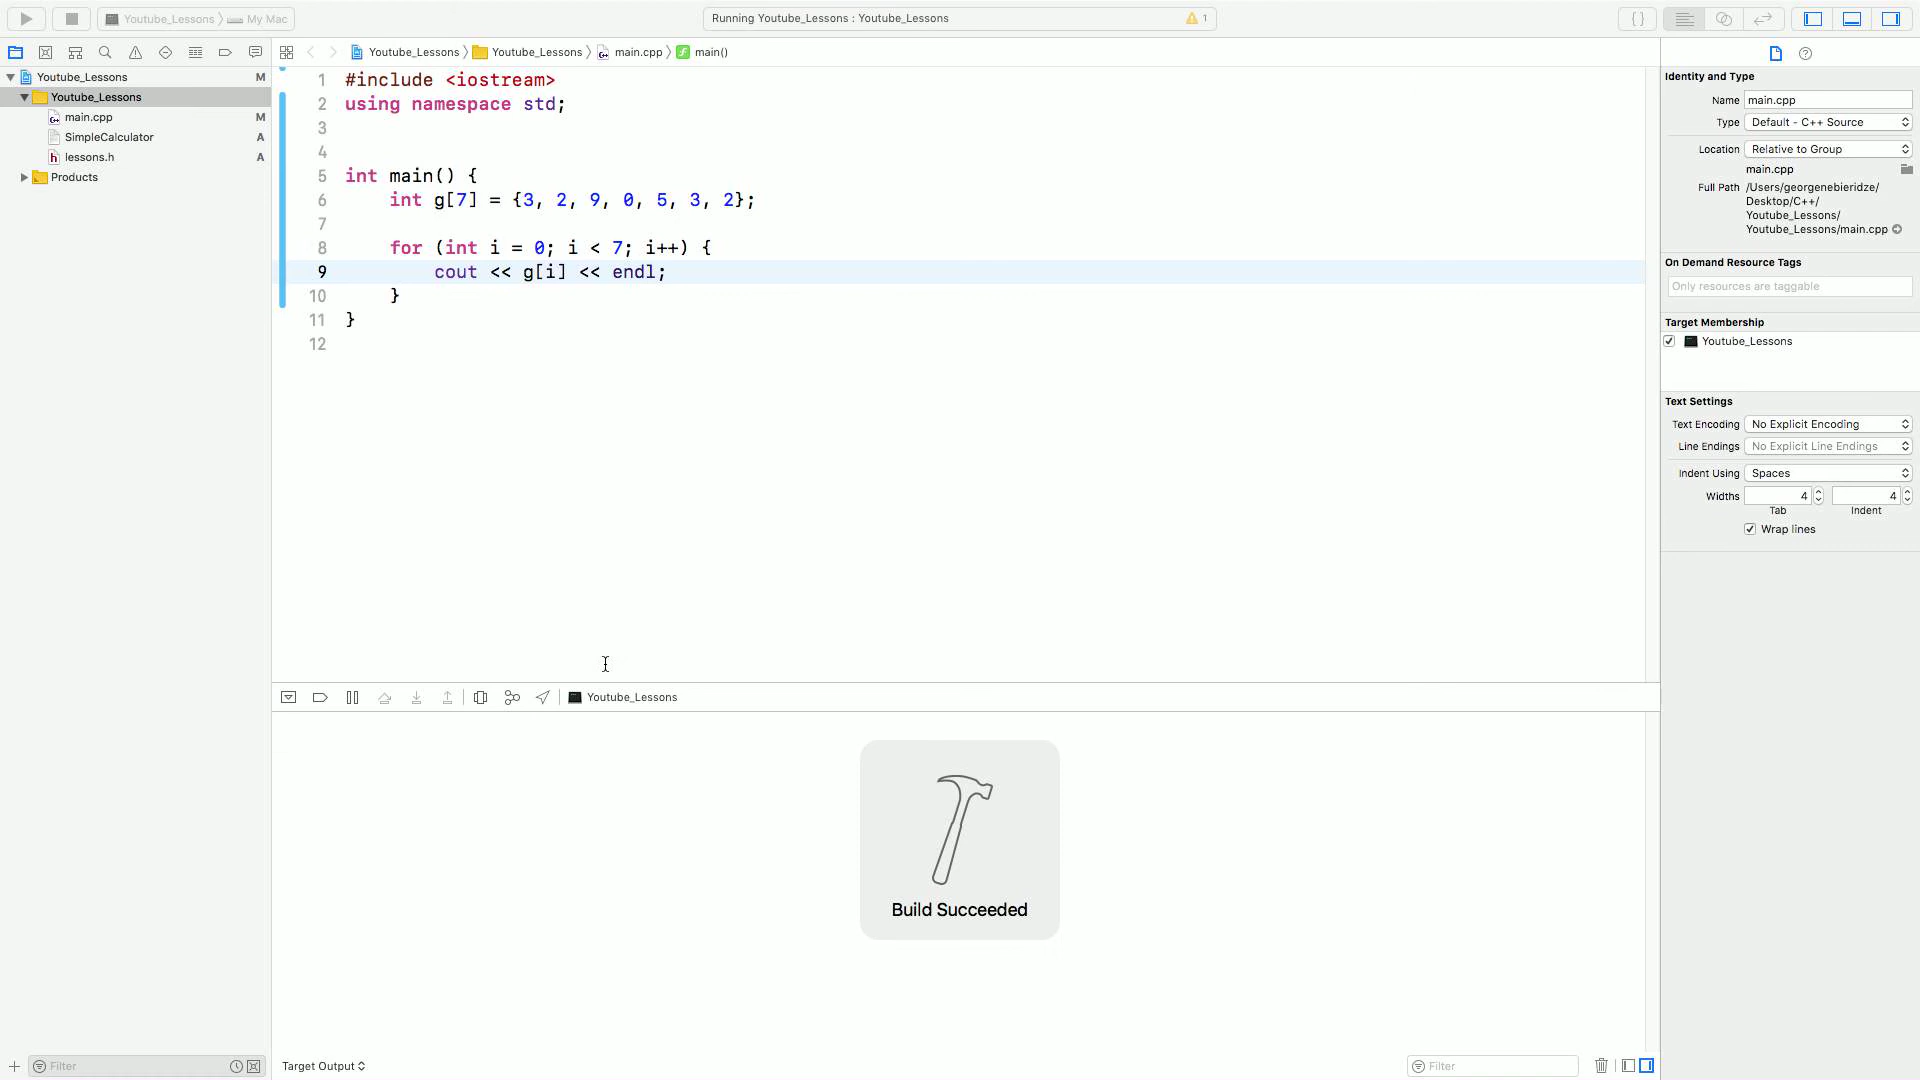 Youtube_Lessons
My Mac
Running Youtube_Lessons : Youtube_Lessons
1
{ }
Youtube_Lessons
Youtube_Lessons
main.cpp
main()
Youtube_Lessons M
Youtube_Lessons
main.cpp M
SimpleCalculator A
h lessons.h A
Products
1 #include <iostream>
2 using namespace std;
3
4
5 int main() {
6 int g[7] = {3, 2, 9, 0, 5, 3, 2};
7
8 for (int i = 0; i < 7; i++) {
9 cout << g[i] << endl;
10 }
11 }
12
Youtube_Lessons
Build Succeeded
Filter
Target Output
Filter
Identity and Type
Name main.cpp
Type Default - C++ Source
Location Relative to Group
main.cpp
Full Path /Users/georgenebieridze/
Desktop/C++/
Youtube_Lessons/
Youtube_Lessons/main.cpp
On Demand Resource Tags
Only resources are taggable
Target Membership
Youtube_Lessons
Text Settings
Text Encoding No Explicit Encoding
Line Endings No Explicit Line Endings
Indent Using Spaces
Widths 4 4
Tab Indent
Wrap lines